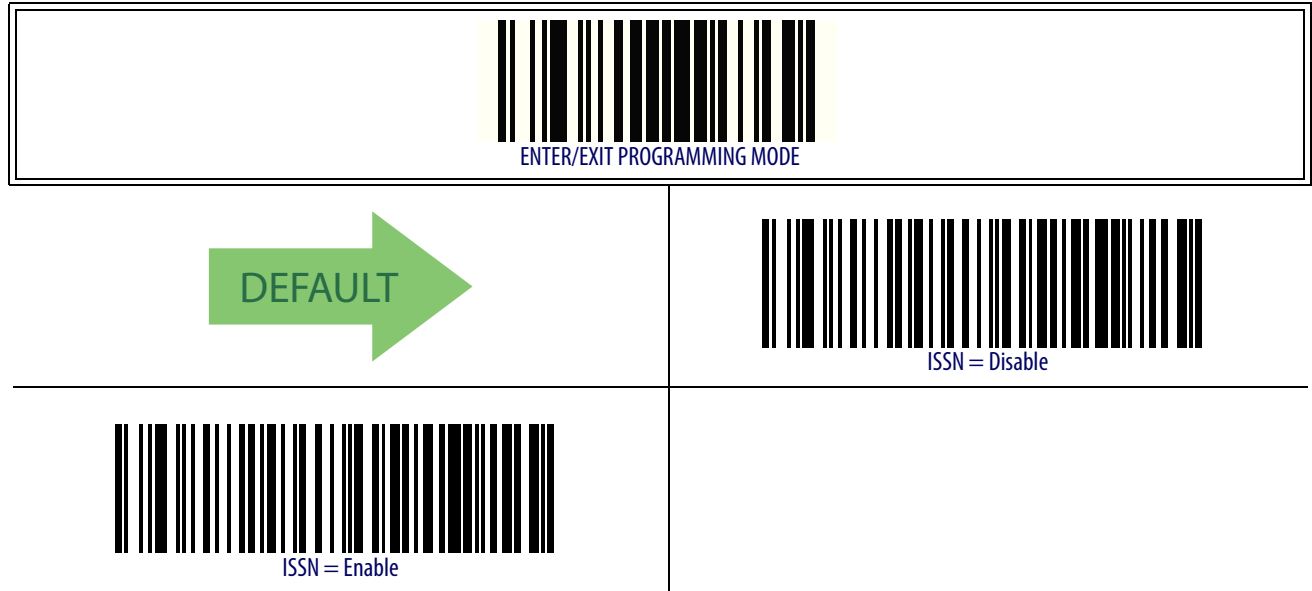 ENTER/EXIT PROGRAMMING MODE
DEFAULT
ISSN = Disable
ISSN = Enable